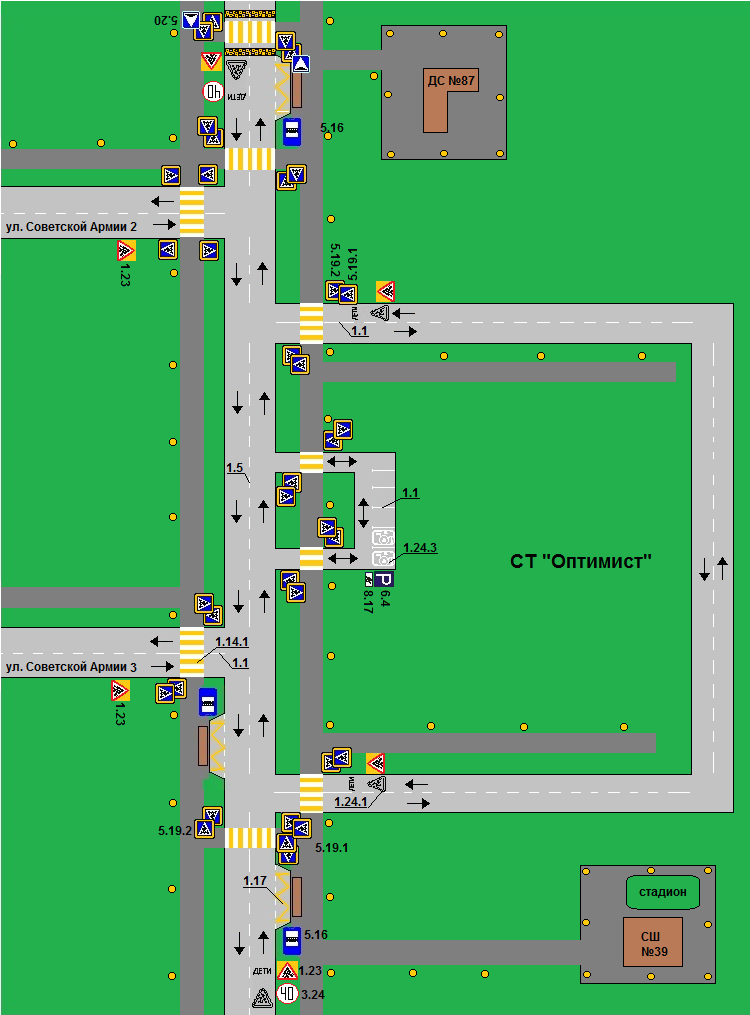 5.20
ДС №87
40
ДЕТИ
5.16
ул. Советской Армии 2
1.23
5.19.2
5.19.1
ДЕТИ
1.1
1.5
1.1
1.24.3
СТ "Оптимист"
P
6.4
8.17
1.14.1
1.1
ул. Советской Армии 3
1.23
ДЕТИ
1.24.1
5.19.2
5.19.1
1.17
стадион
СШ
№39
5.16
ДЕТИ
1.23
40
3.24